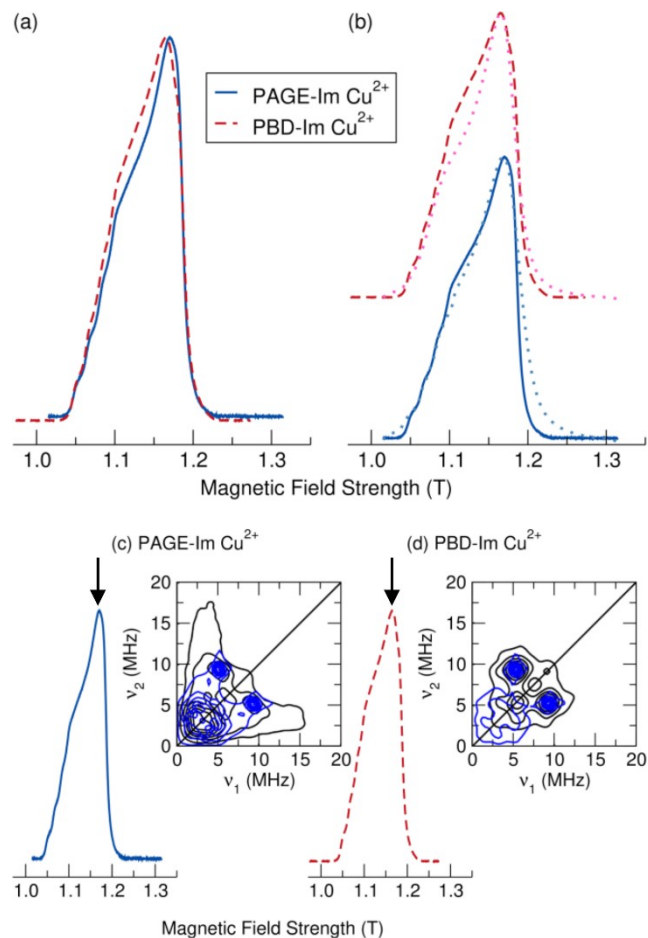 (a)
(b)
PAGE-Im Cu²⁺
PBD-Im Cu²⁺
1.0 1.1 1.2 1.3 1.0 1.1 1.2 1.3
Magnetic Field Strength (T)
(c) PAGE-Im Cu²⁺
(d) PBD-Im Cu²⁺
20
15
10
5
0
ν₂ (MHz)
0 5 10 15 20
ν₁ (MHz)
20
15
10
5
0
ν₂ (MHz)
0 5 10 15 20
ν₁ (MHz)
1.0 1.1 1.2 1.3 1.0 1.1 1.2 1.3
Magnetic Field Strength (T)